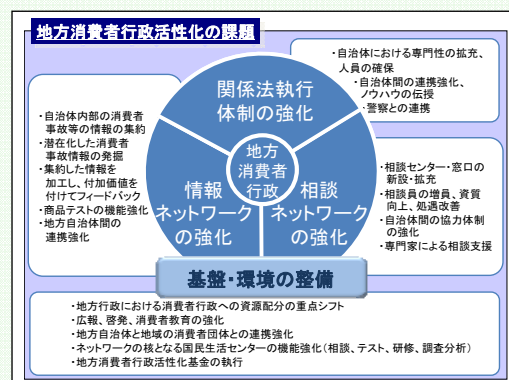 地方消費者行政活性化の課題
・自治体における専門性の拡充、
人員の確保
・自治体間の連携強化、
ノウハウの伝授
・警察との連携
関係法執行
体制の強化
・自治体内部の消費者
事故等の情報の集約
・潜在化した消費者
事故情報の発掘
・集約した情報を
加工し、付加価値を
付けてフィードバック
・商品テストの機能強化
・地方自治体間の
連携強化
地方
消費者
行政
情報
ネットワーク
の強化
相談
ネットワーク
の強化
・相談センター・窓口の
新設・拡充
・相談員の増員、資質
向上、処遇改善
・自治体間の協力体制
の強化
・専門家による相談支援
基盤・環境の整備
・地方行政における消費者行政への資源配分の重点シフト
・広報、啓発、消費者教育の強化
・地方自治体と地域の消費者団体との連携強化
・ネットワークの核となる国民生活センターの機能強化(相談、テスト、研修、調査分析)
・地方消費者行政活性化基金の執行